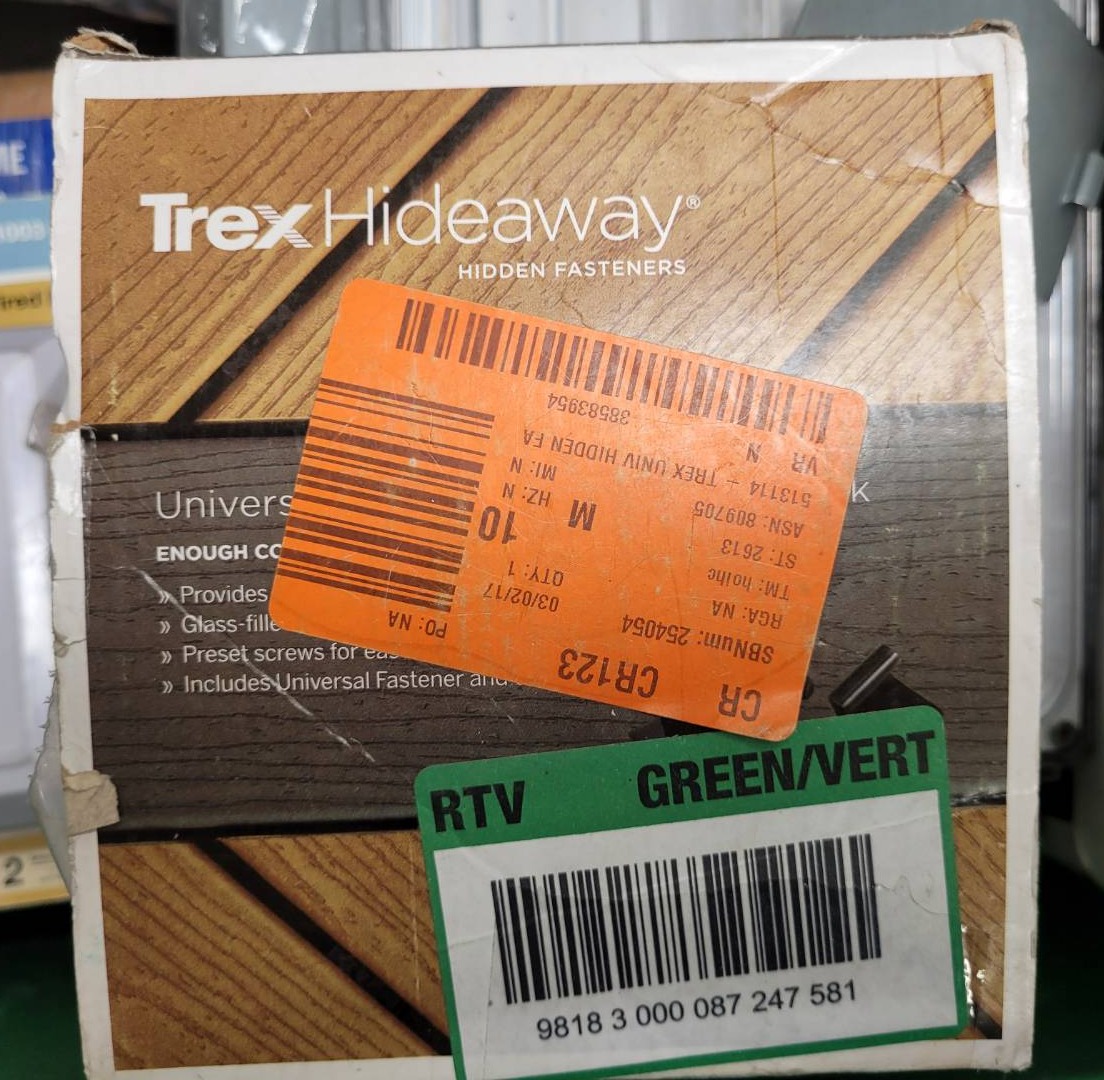 Trex Hideaway®
HIDDEN FASTENERS
Univers
k
ENOUGH CO
» Provides
» Glass-fille
» Preset screws for eas
» Includes Universal Fastener and
CR CR123
SBNum: 254054
RGA: NA
TM: holhc
ST: 2613
ASN: 809705
513114 - TREX UNIV HIDDEN FA
VR N
PO: NA
03/02/17
QTY: 1
M 10
HZ: N
MI: N
38583954
RTV GREEN/VERT
9818 3 000 087 247 581
ME
2